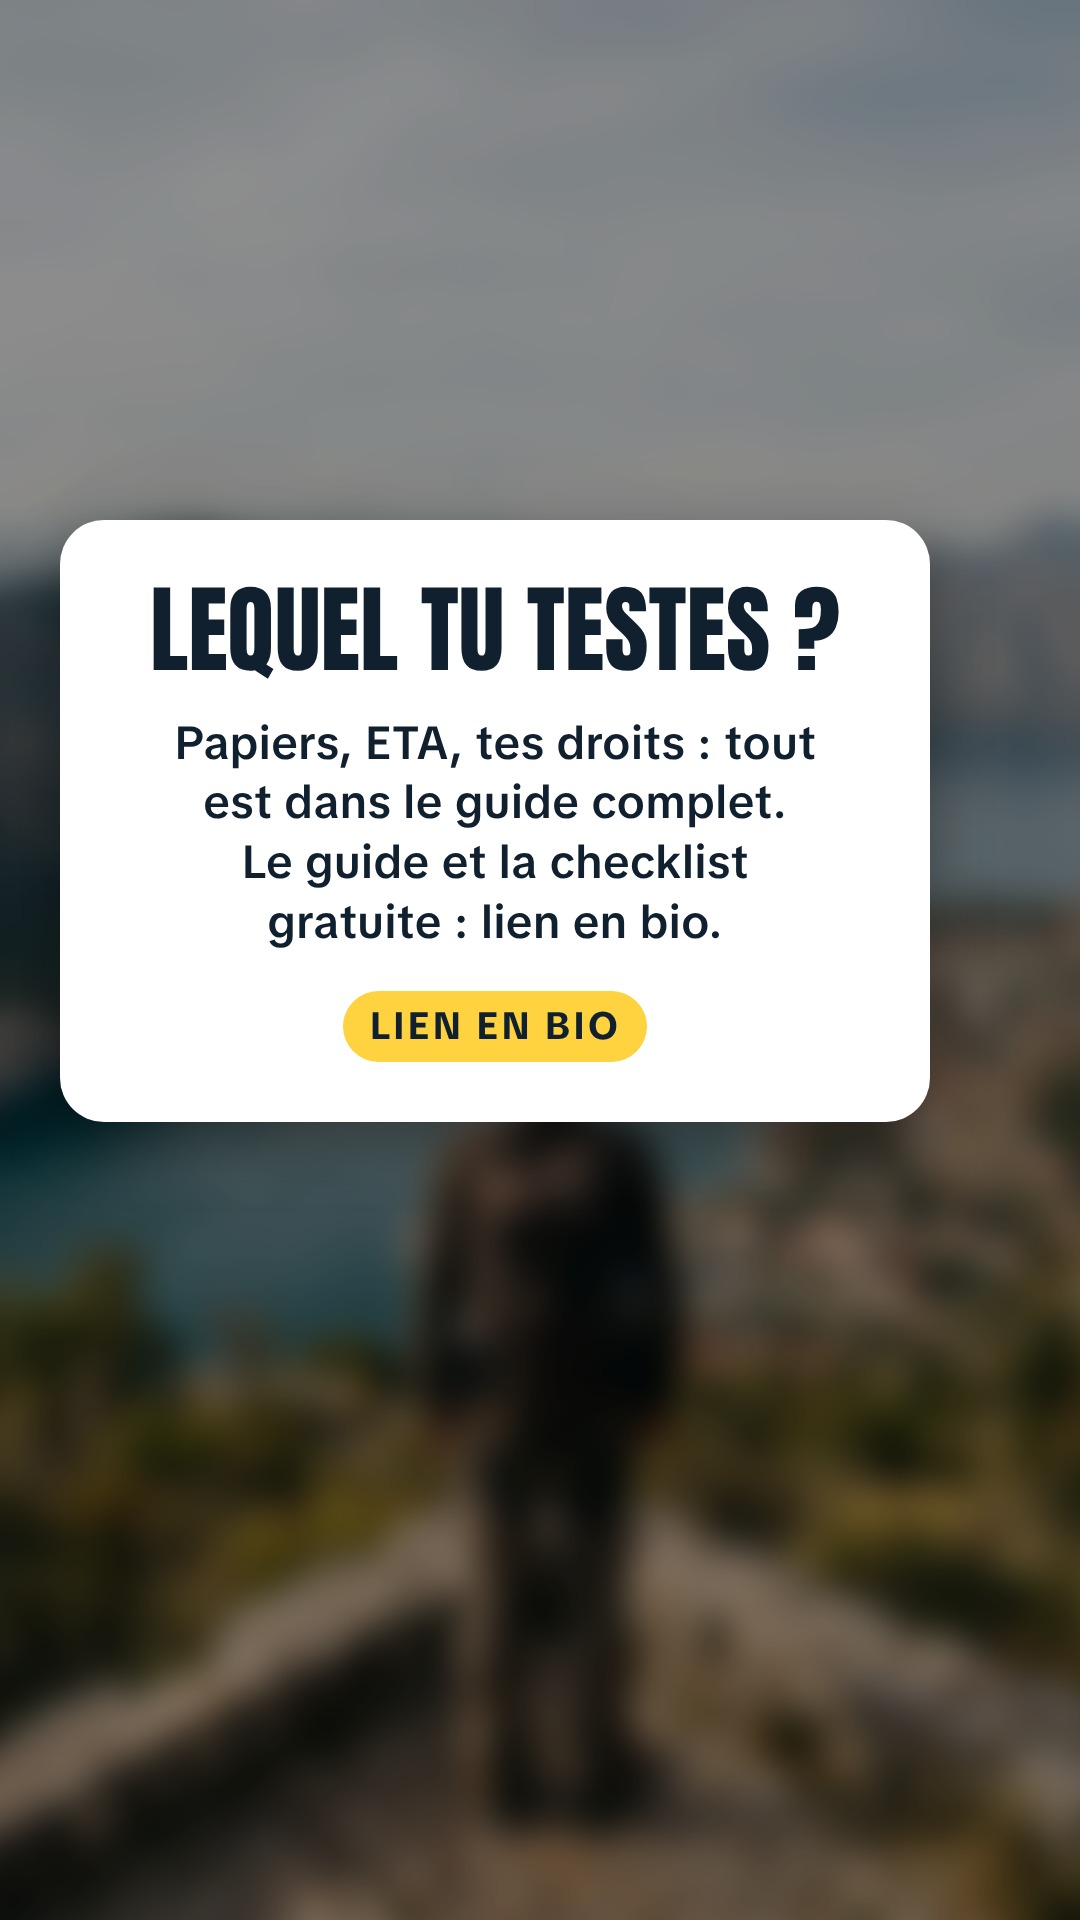 LEQUEL TU TESTES ?
Papiers, ETA, tes droits : tout
est dans le guide complet.
Le guide et la checklist
gratuite : lien en bio.
LIEN EN BIO